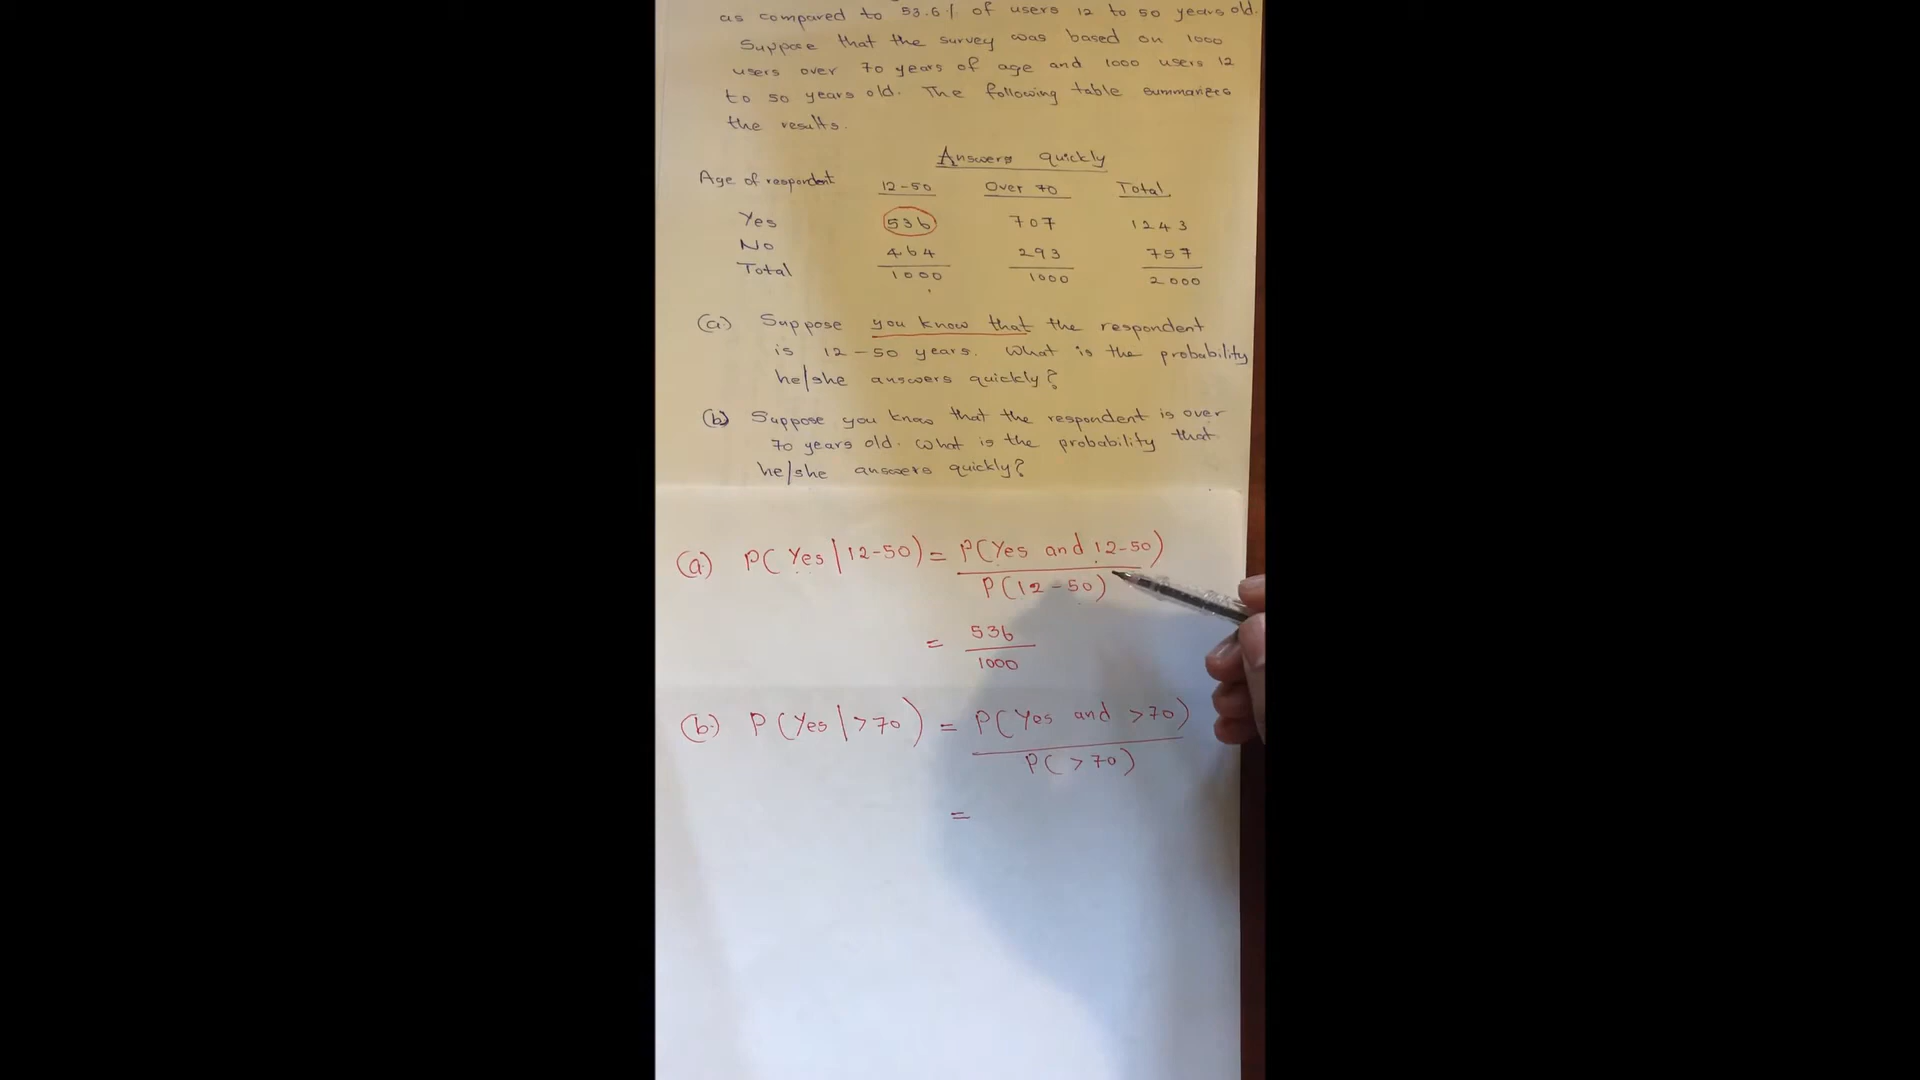 as compared to 53.6% of users 12 to 50 years old.
Suppose that the survey was based on 1000
users over 70 years of age and 1000 users 12
to 50 years old. The following table summarizes
the results.
Answers quickly
Age of respondent 12-50 Over 70 Total
Yes 536 707 1243
No 464 293 757
Total 1000 1000 2000
(a) Suppose you know that the respondent
is 12-50 years. What is the probability
he/she answers quickly?
(b) Suppose you know that the respondent is over
70 years old. What is the probability that
he/she answers quickly?
(a) P(Yes | 12-50) = P(Yes and 12-50)
P(12-50)
= 536
1000
(b) P(Yes | >70) = P(Yes and >70)
P(>70)
=